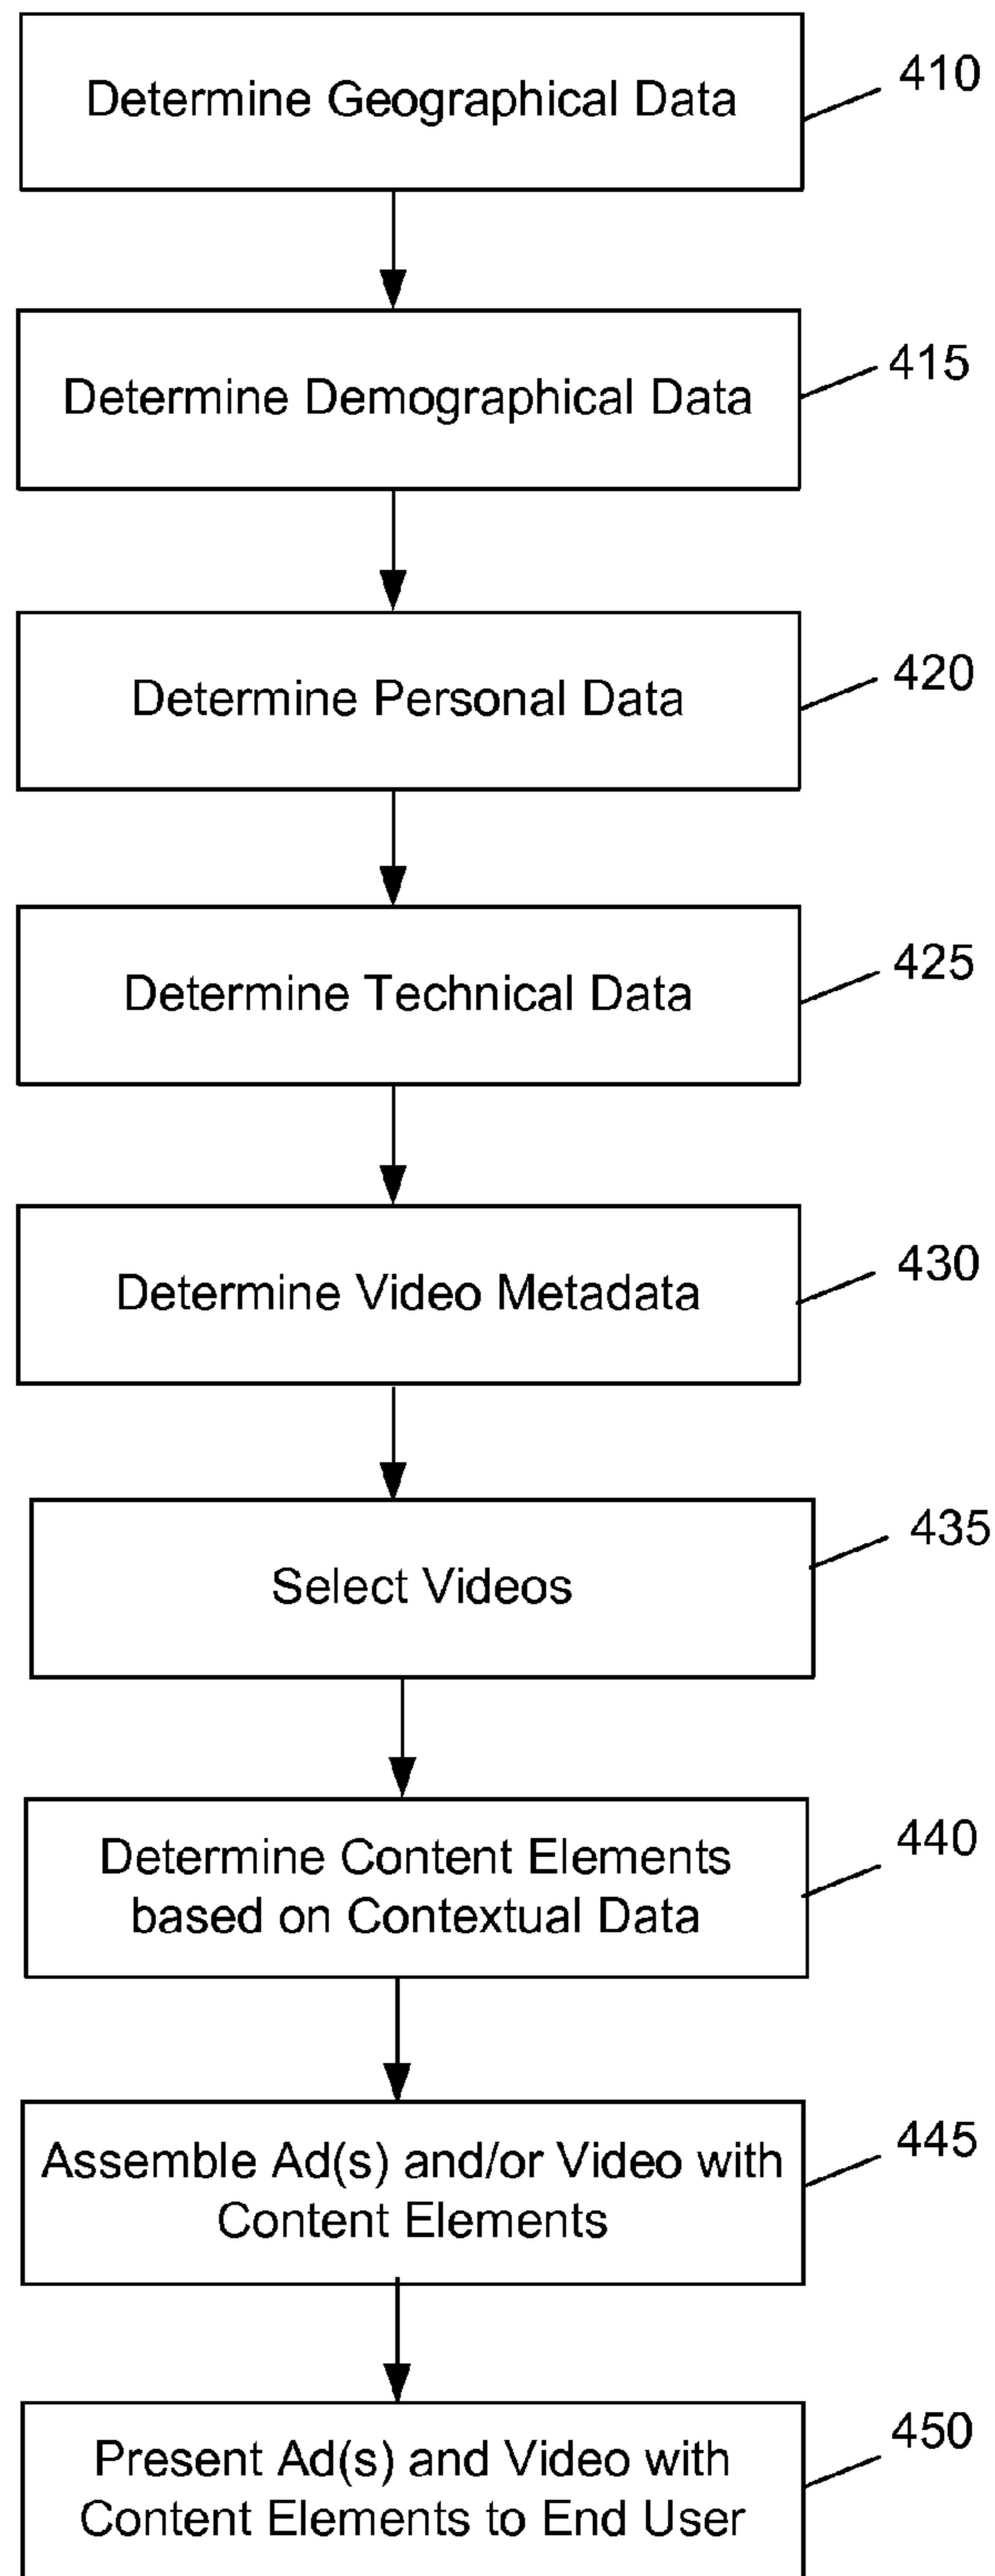 Determine Geographical Data
410
Determine Demographical Data
415
Determine Personal Data
420
Determine Technical Data
425
Determine Video Metadata
430
Select Videos
435
Determine Content Elements
based on Contextual Data
440
Assemble Ad(s) and/or Video with
Content Elements
445
Present Ad(s) and Video with
Content Elements to End User
450